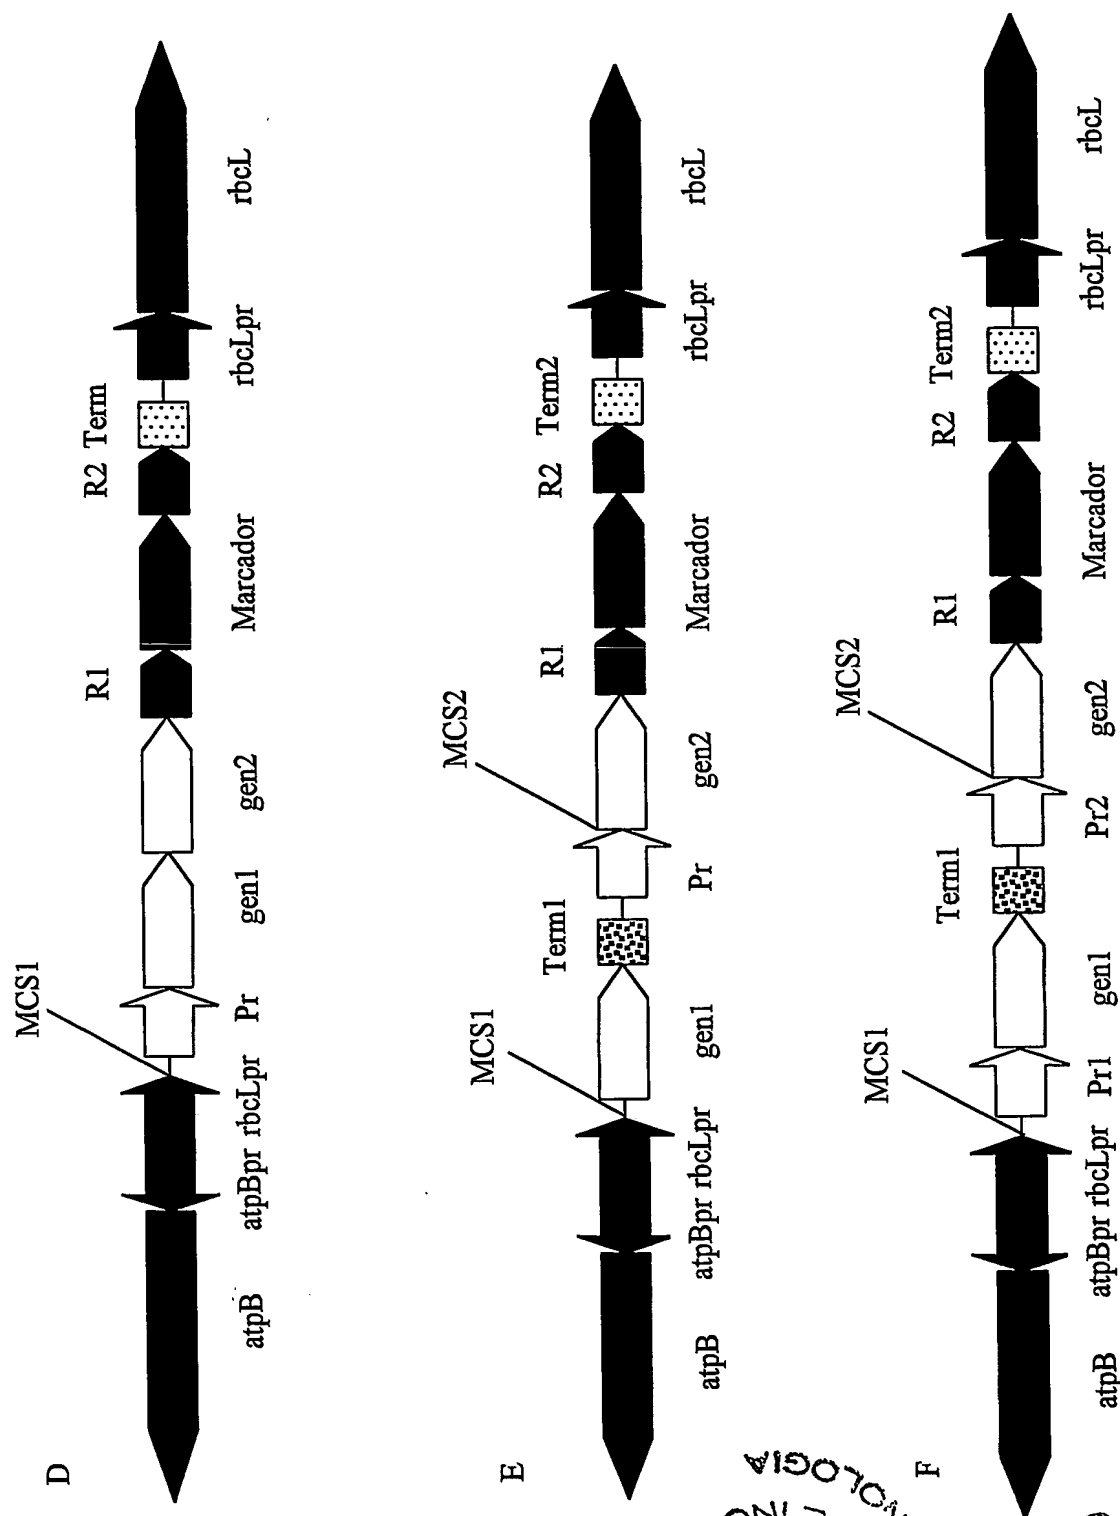 D
MCS1
R1
R2 Term
atpB
atpBpr rbcLpr
Pr
gen1
gen2
Marcador
rbcLpr
rbcL
E
MCS1
Term1
MCS2
R1
R2
Term2
atpB
atpBpr rbcLpr
gen1
Pr
gen2
Marcador
rbcLpr
rbcL
F
MCS1
Term1
MCS2
R1
R2
Term2
atpB
atpBpr rbcLpr
Pr1
gen1
Pr2
gen2
Marcador
rbcLpr
rbcL